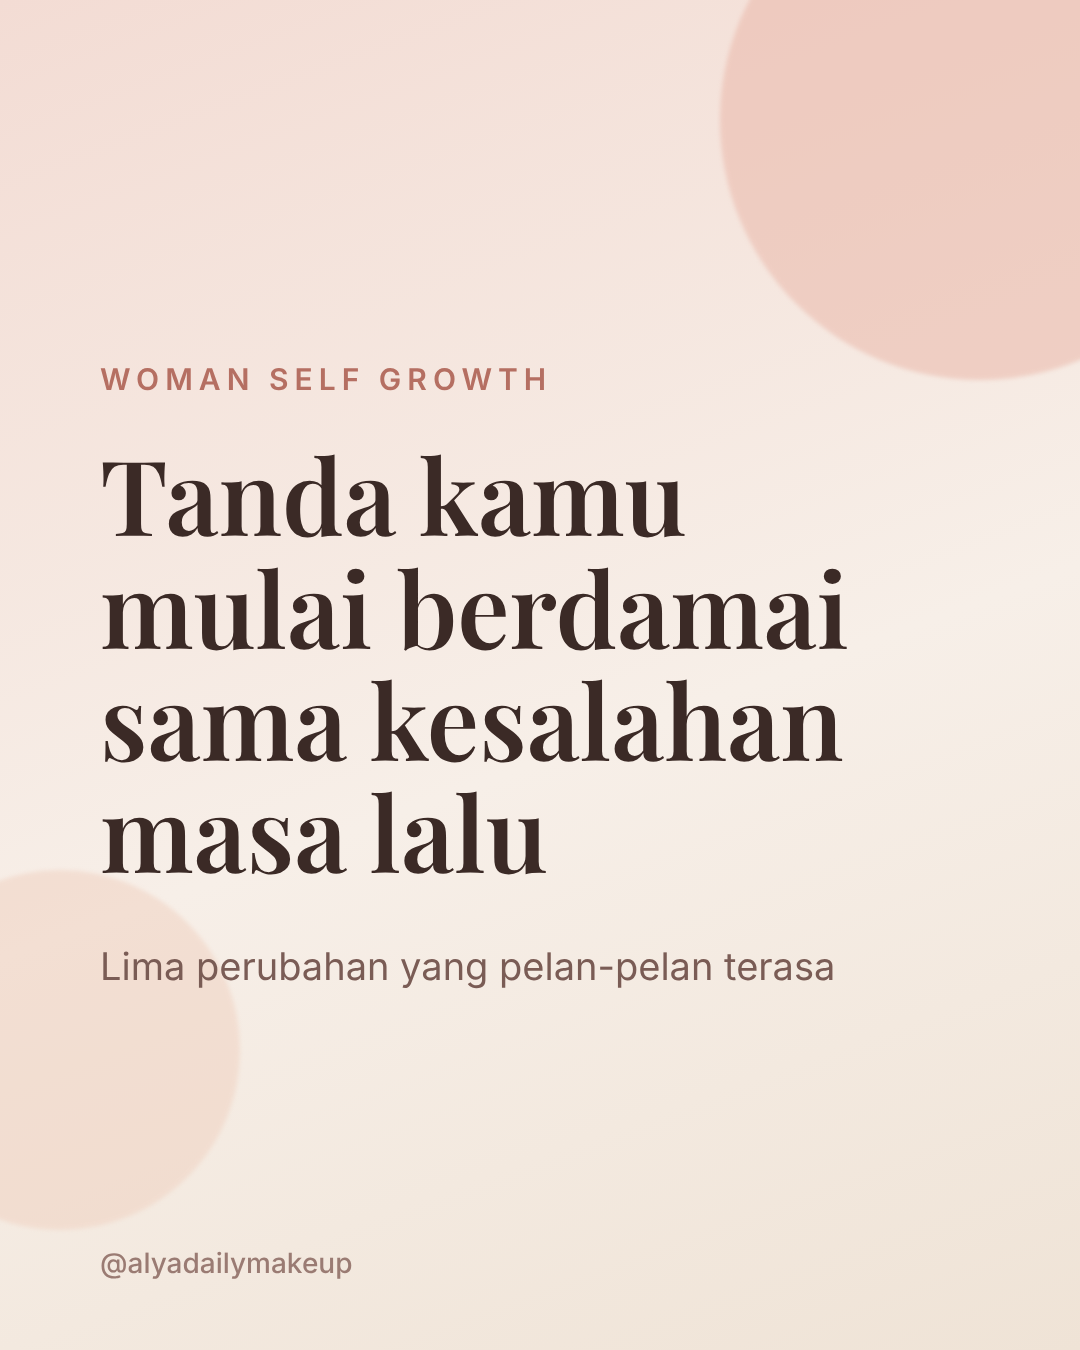 WOMAN SELF GROWTH
Tanda kamu
mulai berdamai
sama kesalahan
masa lalu
Lima perubahan yang pelan-pelan terasa
@alyadailymakeup